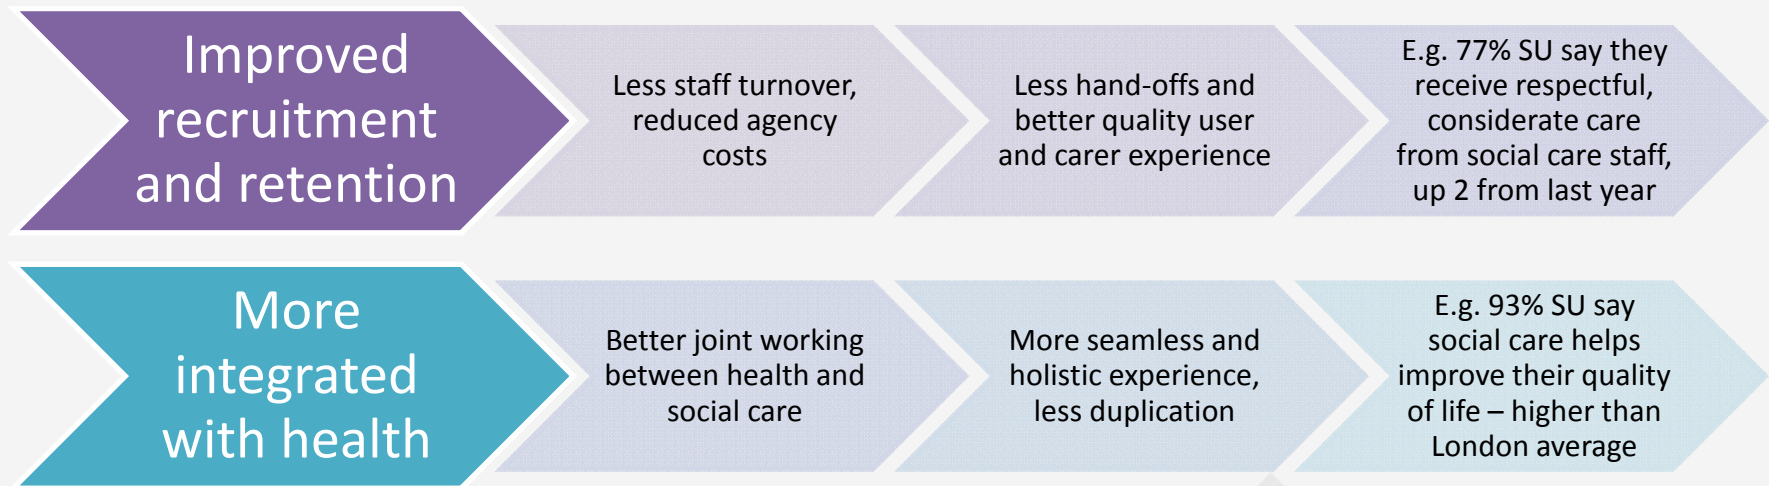 Improved
recruitment
and retention
Less staff turnover,
reduced agency
costs
Less hand-offs and
better quality user
and carer experience
E.g. 77% SU say they
receive respectful,
considerate care
from social care staff,
up 2 from last year
More
integrated
with health
Better joint working
between health and
social care
More seamless and
holistic experience,
less duplication
E.g. 93% SU say
social care helps
improve their quality
of life – higher than
London average